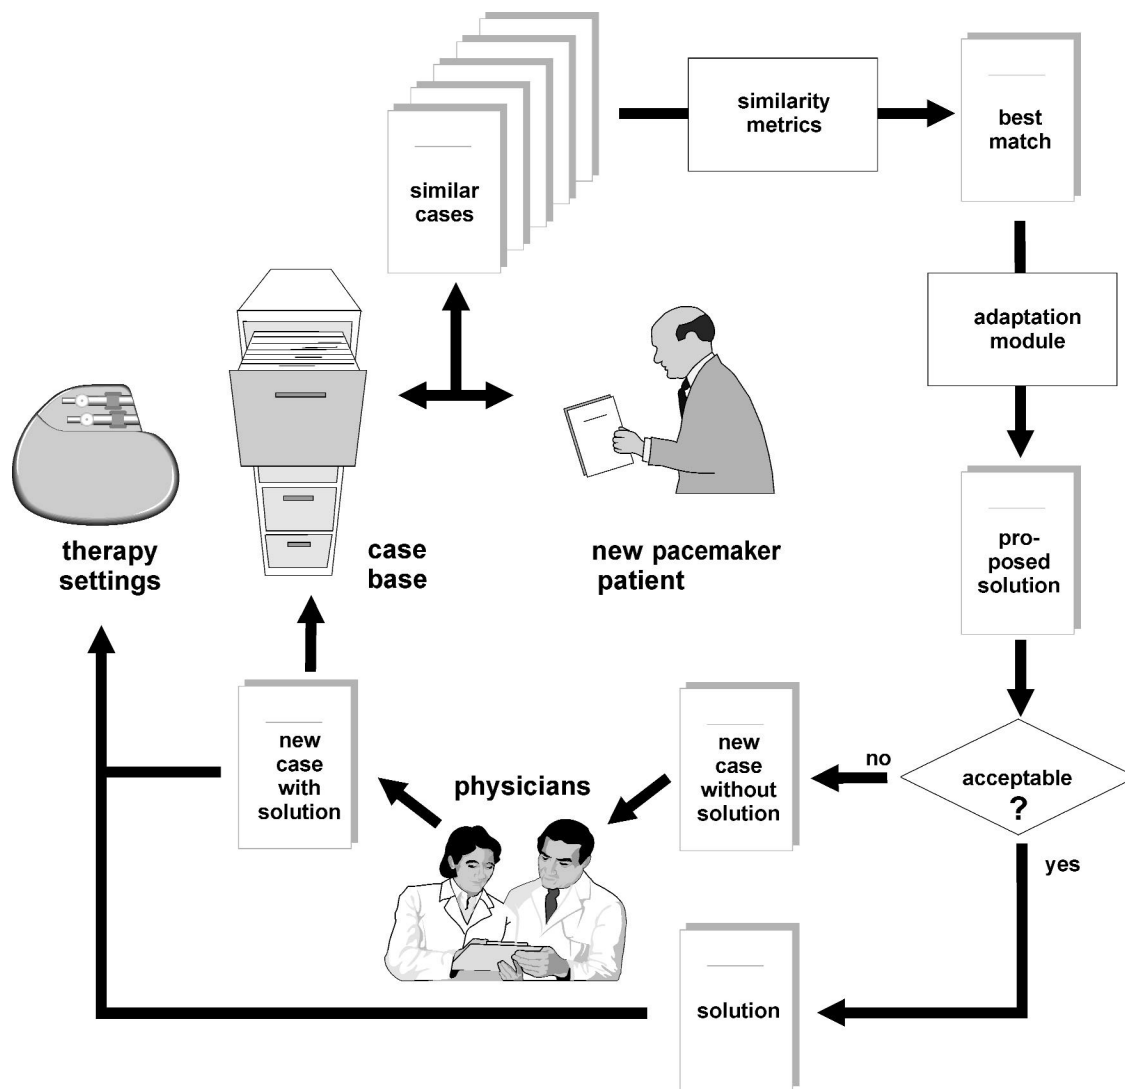 similar
cases
similarity
metrics
best
match
adaptation
module
therapy
settings
case
base
new pacemaker
patient
pro-
posed
solution
new
case
with
solution
physicians
new
case
without
solution
no
acceptable
?
yes
solution